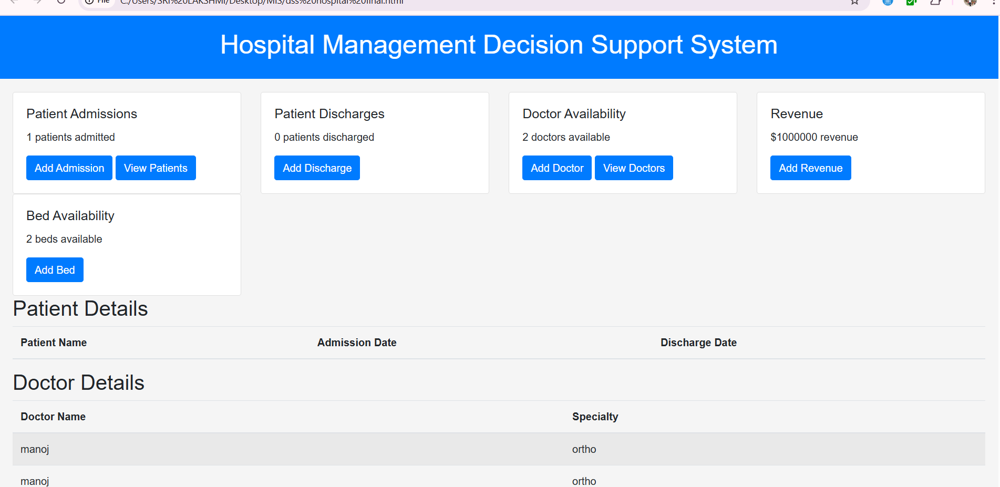 File C:/Users/SRI%20LAKSHMI/Desktop/MIS/dss%20hospital%20final.html
Hospital Management Decision Support System
Patient Admissions
1 patients admitted
Add Admission View Patients
Patient Discharges
0 patients discharged
Add Discharge
Doctor Availability
2 doctors available
Add Doctor View Doctors
Revenue
$1000000 revenue
Add Revenue
Bed Availability
2 beds available
Add Bed
Patient Details
Patient Name Admission Date Discharge Date
Doctor Details
Doctor Name Specialty
manoj ortho
manoj ortho